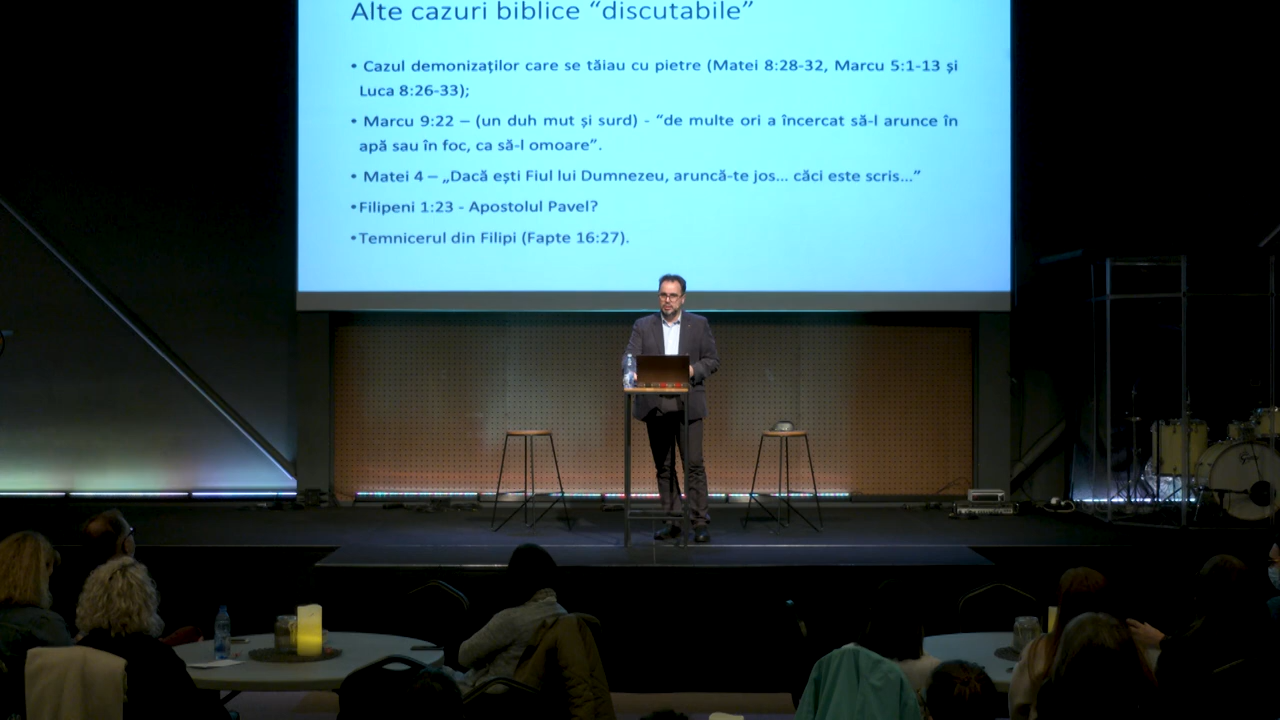 Alte cazuri biblice “discutabile”
• Cazul demonizaților care se tăiau cu pietre (Matei 8:28-32, Marcu 5:1-13 și
Luca 8:26-33);
• Marcu 9:22 – (un duh mut și surd) - “de multe ori a încercat să-l arunce în
apă sau în foc, ca să-l omoare”.
• Matei 4 – „Dacă ești Fiul lui Dumnezeu, aruncă-te jos... căci este scris...”
•Filipeni 1:23 - Apostolul Pavel?
•Temnicerul din Filipi (Fapte 16:27).